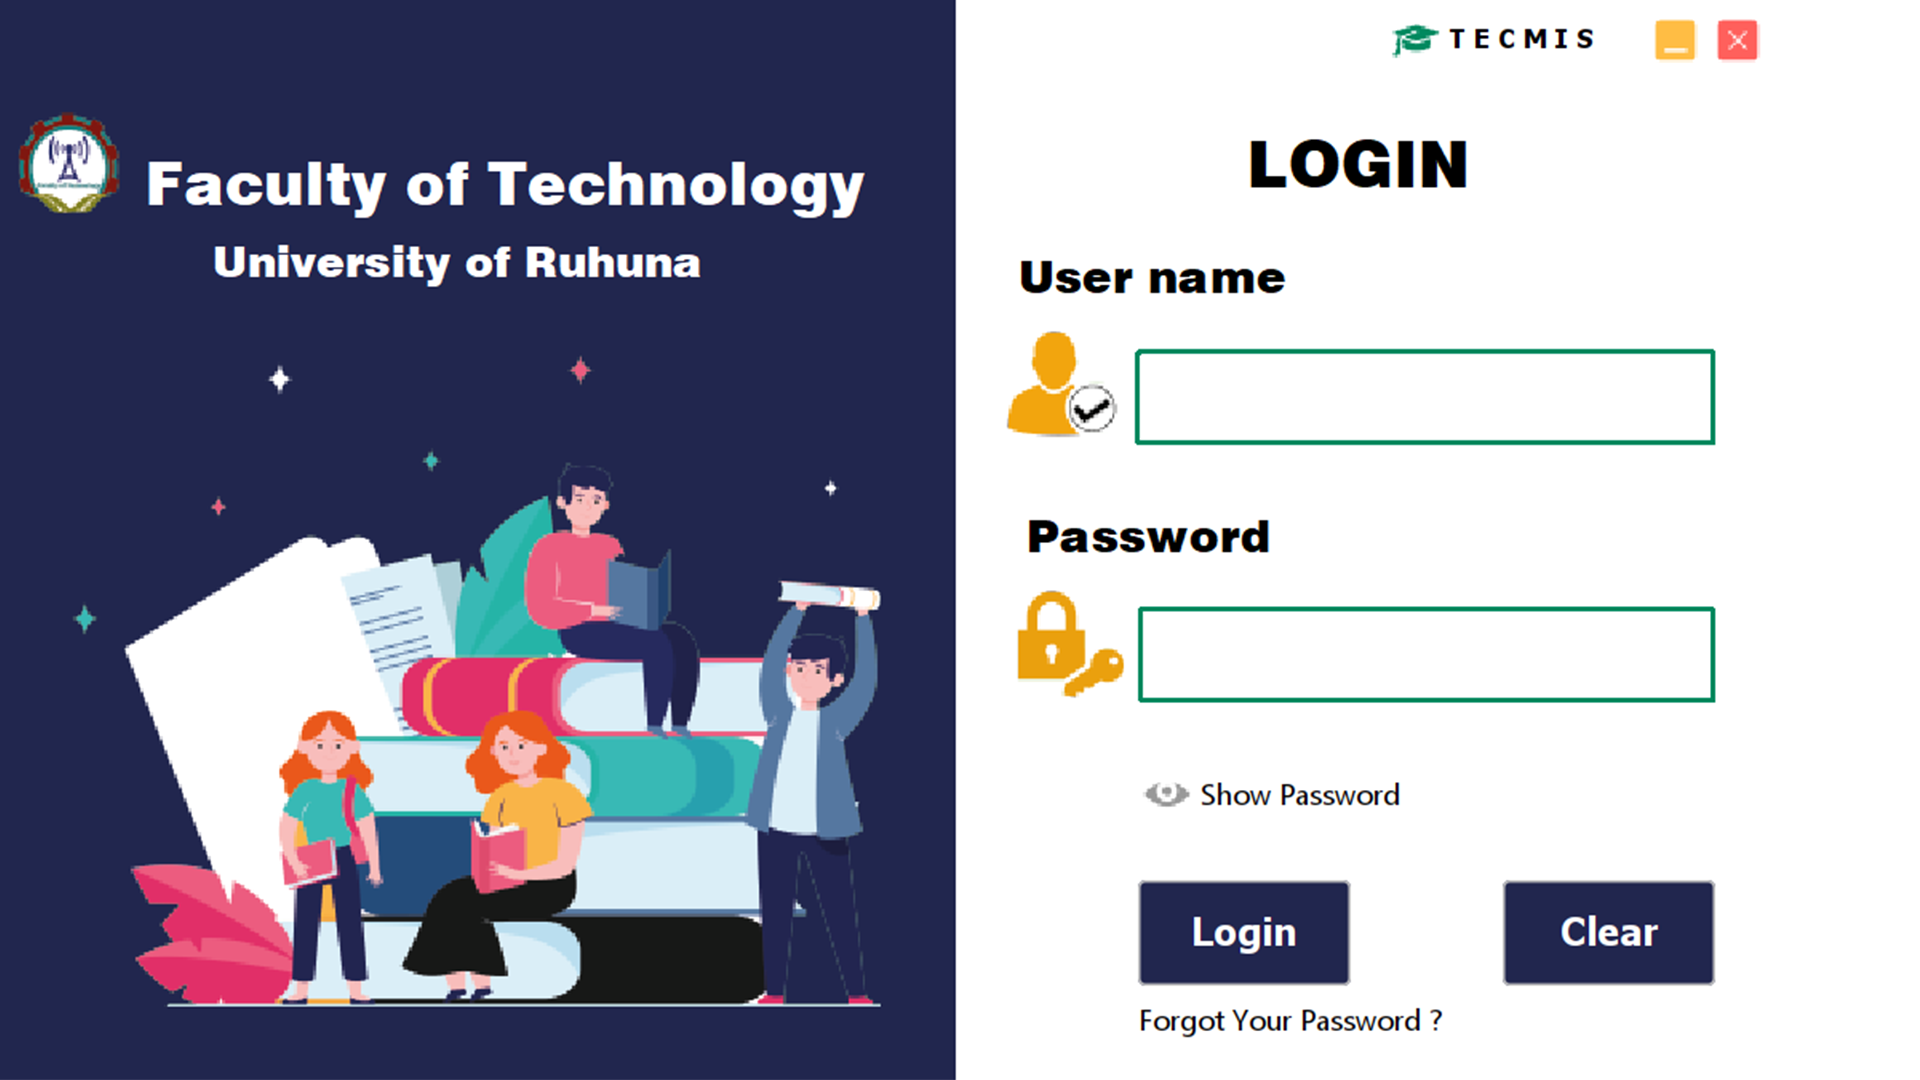 TECMIS
Faculty of Technology
University of Ruhuna
LOGIN
User name
Password
Show Password
Login
Clear
Forgot Your Password ?